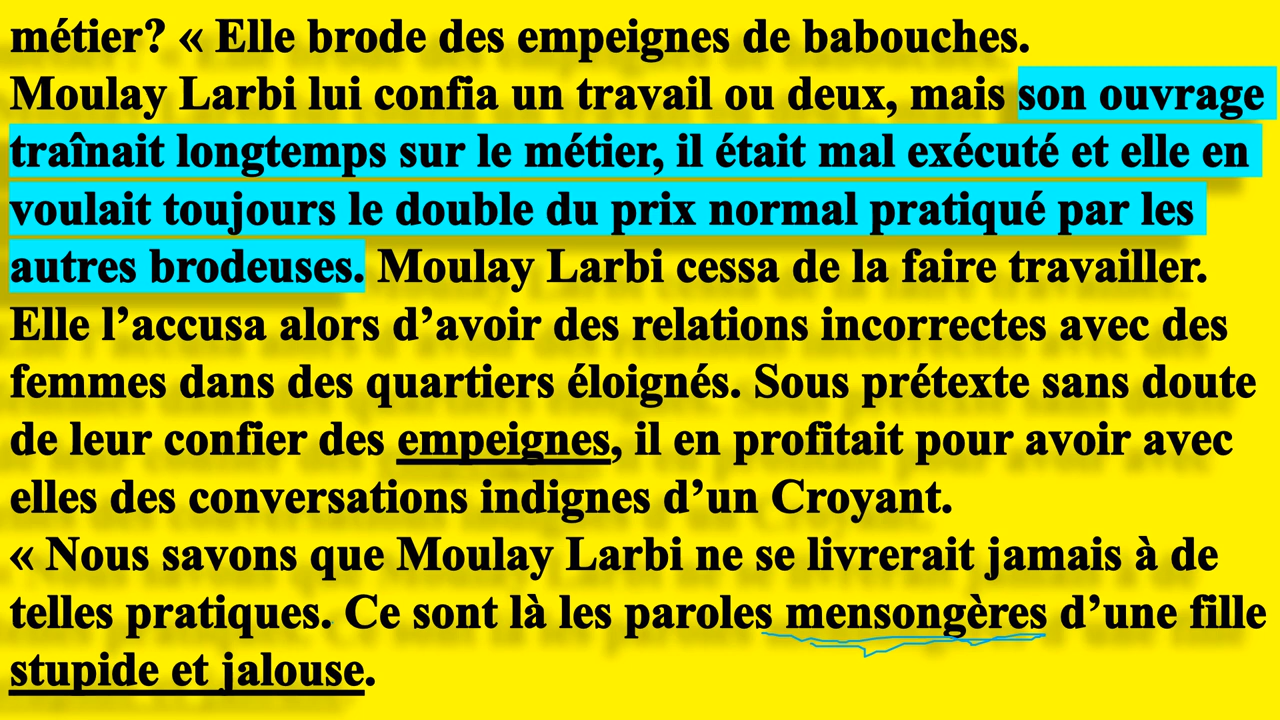 métier? « Elle brode des empeignes de babouches.
Moulay Larbi lui confia un travail ou deux, mais son ouvrage
traînait longtemps sur le métier, il était mal exécuté et elle en
voulait toujours le double du prix normal pratiqué par les
autres brodeuses. Moulay Larbi cessa de la faire travailler.
Elle l’accusa alors d’avoir des relations incorrectes avec des
femmes dans des quartiers éloignés. Sous prétexte sans doute
de leur confier des empeignes, il en profitait pour avoir avec
elles des conversations indignes d’un Croyant.
« Nous savons que Moulay Larbi ne se livrerait jamais à de
telles pratiques. Ce sont là les paroles mensongères d’une fille
stupide et jalouse.